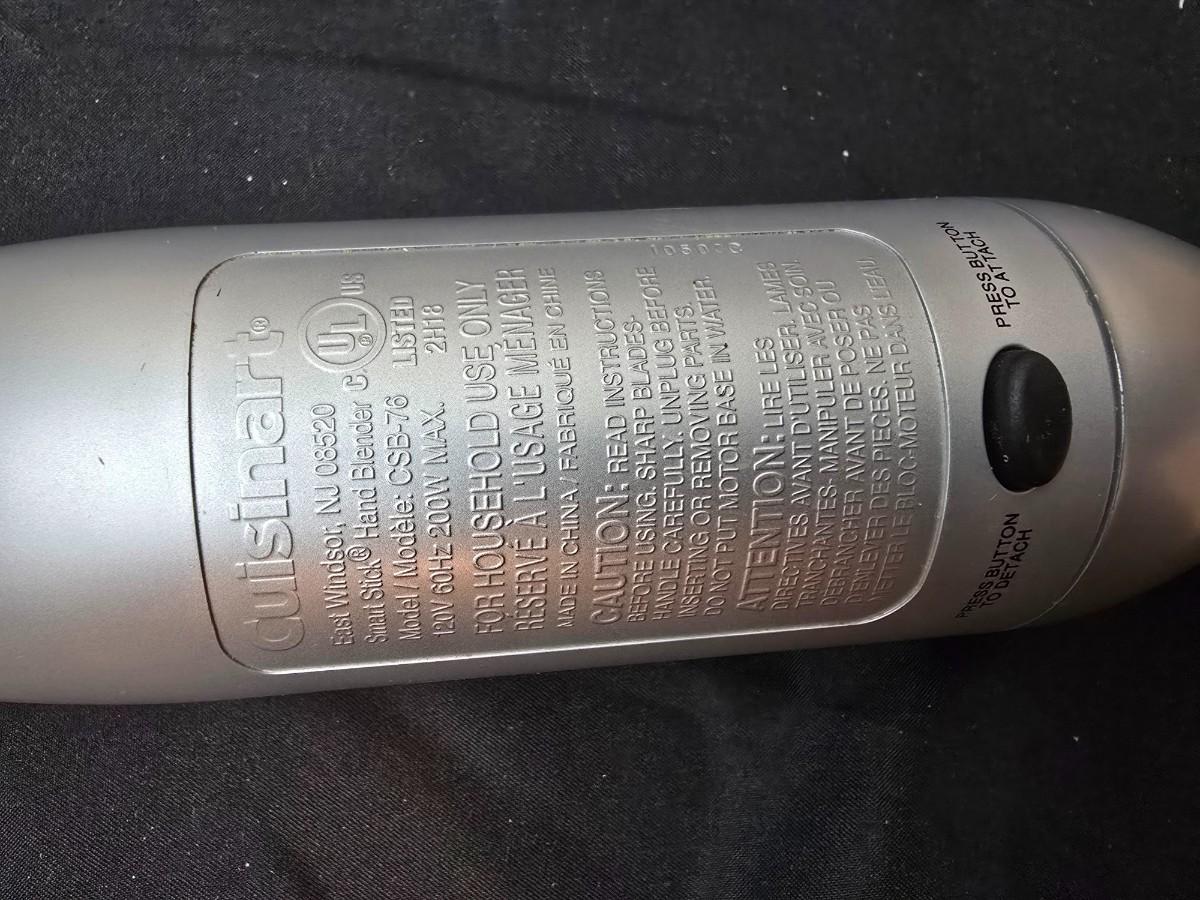 Cuisinart®
East Windsor, NJ 08520
Smart Stick® Hand Blender
Model / Modèle: CSB-76
120V 60Hz 200W MAX.
C UL US
LISTED
2H18
FOR HOUSEHOLD USE ONLY
RÉSERVÉ À L'USAGE MÉNAGER
MADE IN CHINA / FABRIQUÉ EN CHINE
CAUTION: READ INSTRUCTIONS
BEFORE USING. SHARP BLADES-
HANDLE CAREFULLY. UNPLUG BEFORE
INSERTING OR REMOVING PARTS.
DO NOT PUT MOTOR BASE IN WATER.
ATTENTION: LIRE LES
DIRECTIVES AVANT D'UTILISER. LAMES
TRANCHANTES- MANIPULER AVEC SOIN.
DÉBRANCHER AVANT DE POSER OU
D'ENLEVER DES PIECES. NE PAS
JETER LE BLOC-MOTEUR DANS L'EAU.
PRESS BUTTON
TO ATTACH
PRESS BUTTON
TO DETACH